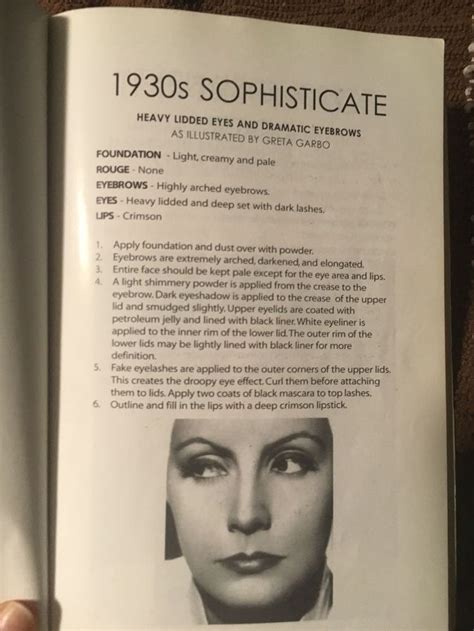 1930s SOPHISTICATE
HEAVY LIDDED EYES AND DRAMATIC EYEBROWS
AS ILLUSTRATED BY GRETA GARBO
FOUNDATION - Light, creamy and pale
ROUGE - None
EYEBROWS - Highly arched eyebrows.
EYES - Heavy lidded and deep set with dark lashes.
LIPS - Crimson
1. Apply foundation and dust over with powder.
2. Eyebrows are extremely arched, darkened, and elongated.
3. Entire face should be kept pale except for the eye area and lips.
4. A light shimmery powder is applied from the crease to the
eyebrow. Dark eyeshadow is applied to the crease of the upper
lid and smudged slightly. Upper eyelids are coated with
petroleum jelly and lined with black liner. White eyeliner is
applied to the inner rim of the lower lid. The outer rim of the
lower lids may be lightly lined with black liner for more
definition.
5. Fake eyelashes are applied to the outer corners of the upper lids.
This creates the droopy eye effect. Curl them before attaching
them to lids. Apply two coats of black mascara to top lashes.
6. Outline and fill in the lips with a deep crimson lipstick.